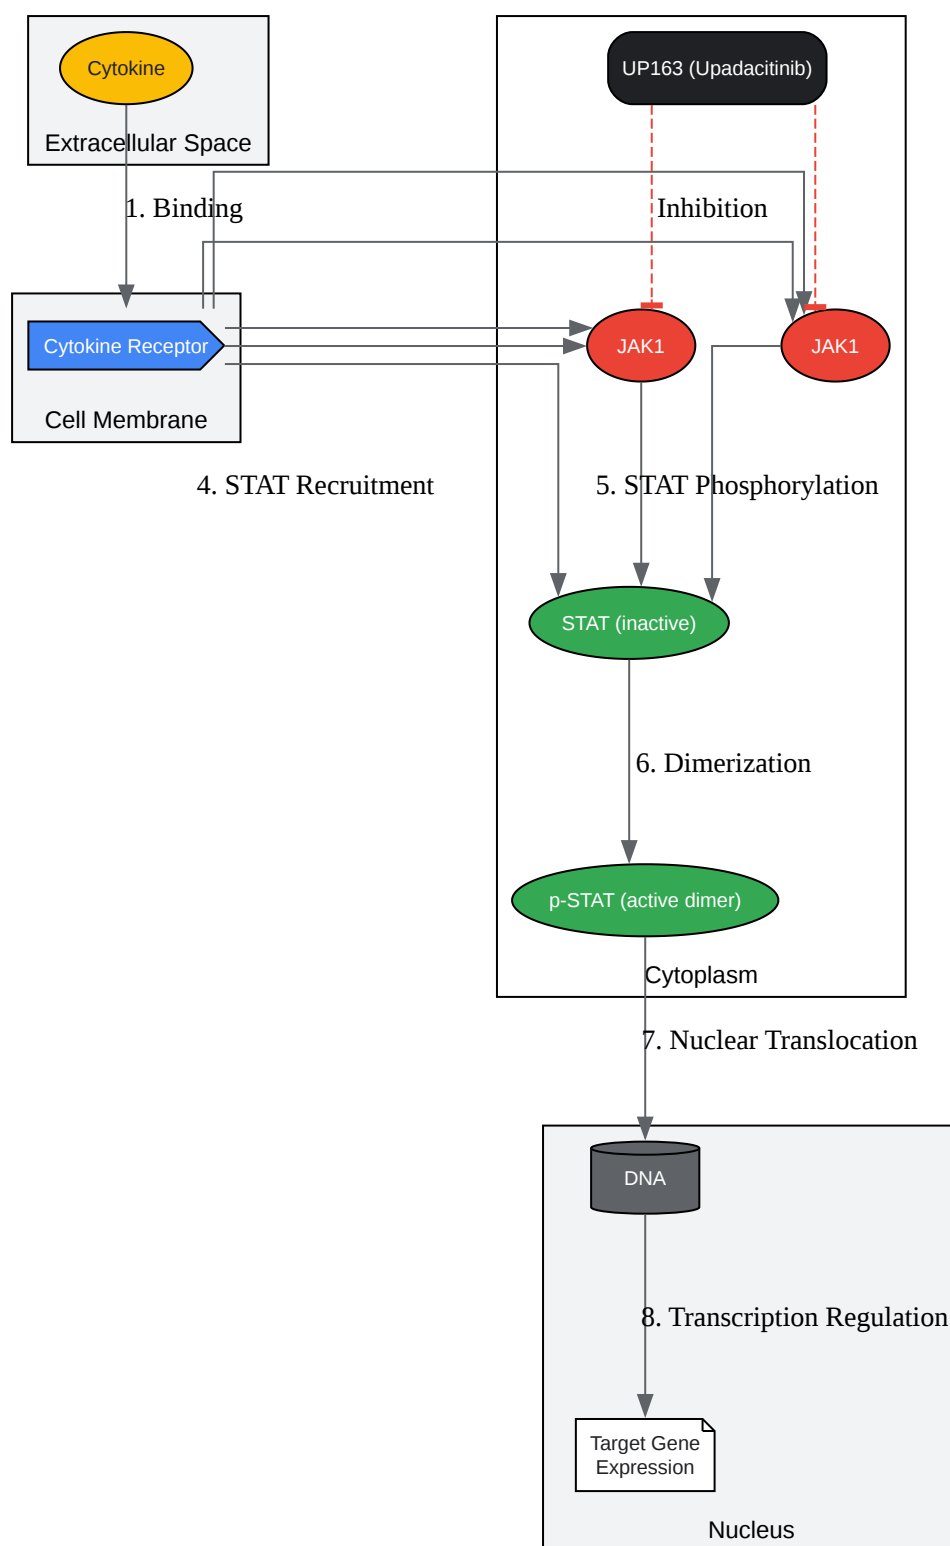 Cytokine
Extracellular Space
UP163 (Upadacitinib)
1. Binding
Inhibition
Cytokine Receptor
Cell Membrane
JAK1
JAK1
4. STAT Recruitment
5. STAT Phosphorylation
STAT (inactive)
6. Dimerization
p-STAT (active dimer)
Cytoplasm
7. Nuclear Translocation
DNA
8. Transcription Regulation
Target Gene
Expression
Nucleus